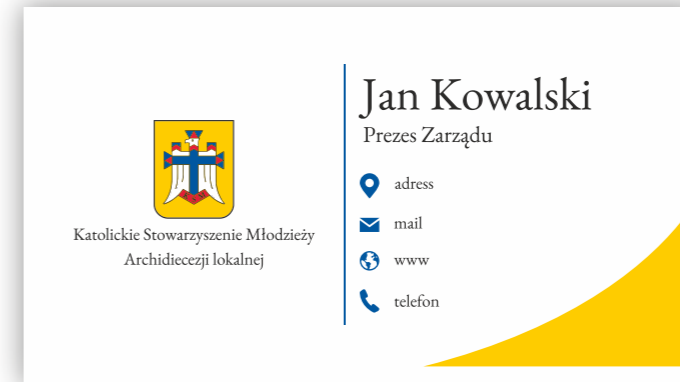 Katolickie Stowarzyszenie Młodzieży
Archidiecezji lokalnej
Jan Kowalski
Prezes Zarządu
adress
mail
www
telefon